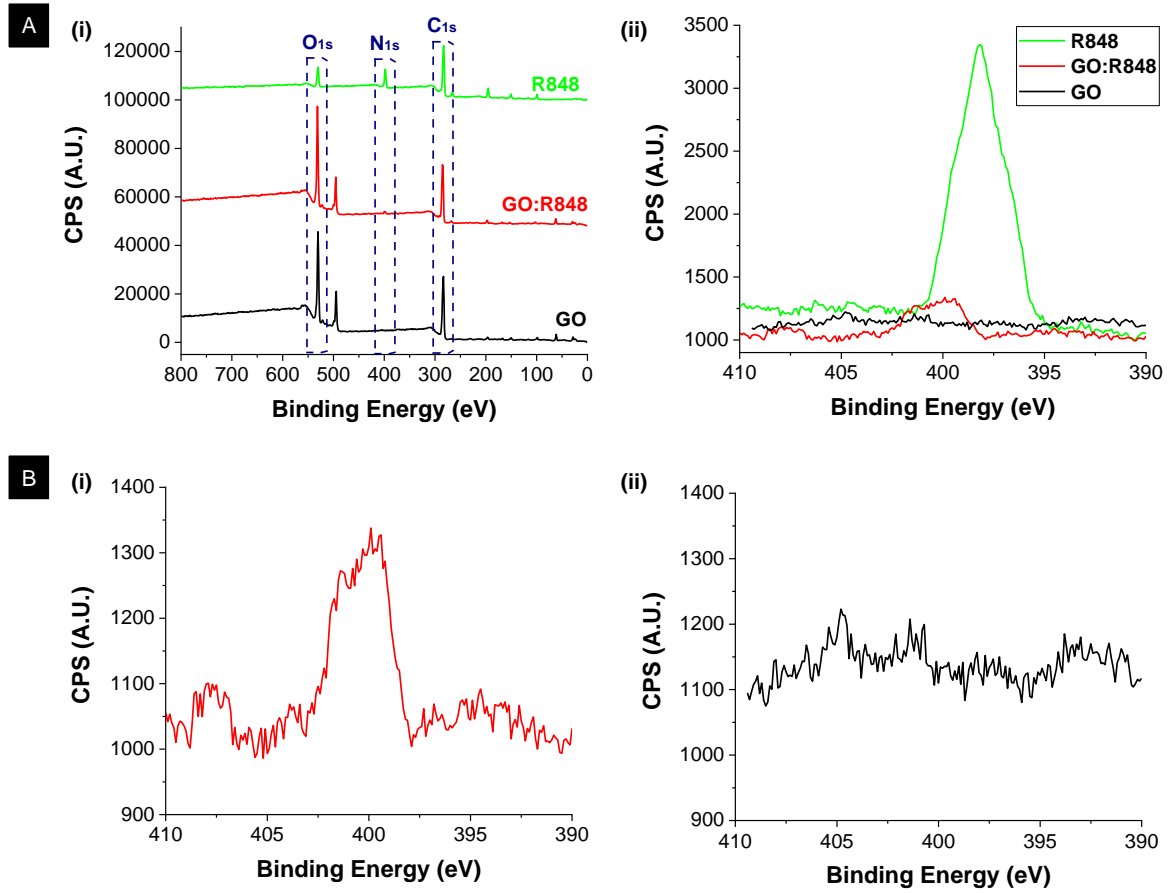 A
(i)
O1s
N1s
C1s
120000
100000
80000
60000
40000
20000
0
CPS (A.U.)
R848
GO:R848
GO
800 700 600 500 400 300 200 100 0
Binding Energy (eV)
(ii)
3500
3000
2500
2000
1500
1000
CPS (A.U.)
R848
GO:R848
GO
410 405 400 395 390
Binding Energy (eV)
B
(i)
1400
1300
1200
1100
1000
900
CPS (A.U.)
410 405 400 395 390
Binding Energy (eV)
(ii)
1400
1300
1200
1100
1000
900
CPS (A.U.)
410 405 400 395 390
Binding Energy (eV)